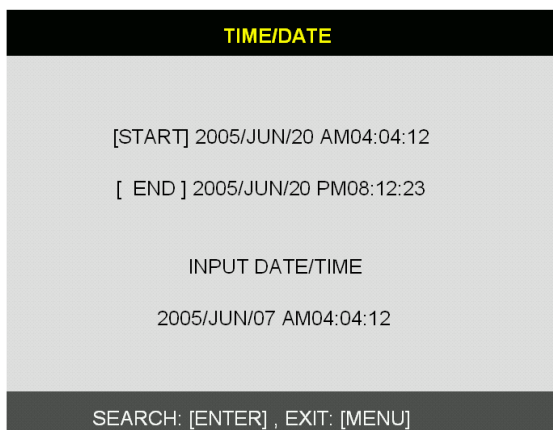 TIME/DATE
[START] 2005/JUN/20 AM04:04:12
[ END ] 2005/JUN/20 PM08:12:23
INPUT DATE/TIME
2005/JUN/07 AM04:04:12
SEARCH: [ENTER] , EXIT: [MENU]